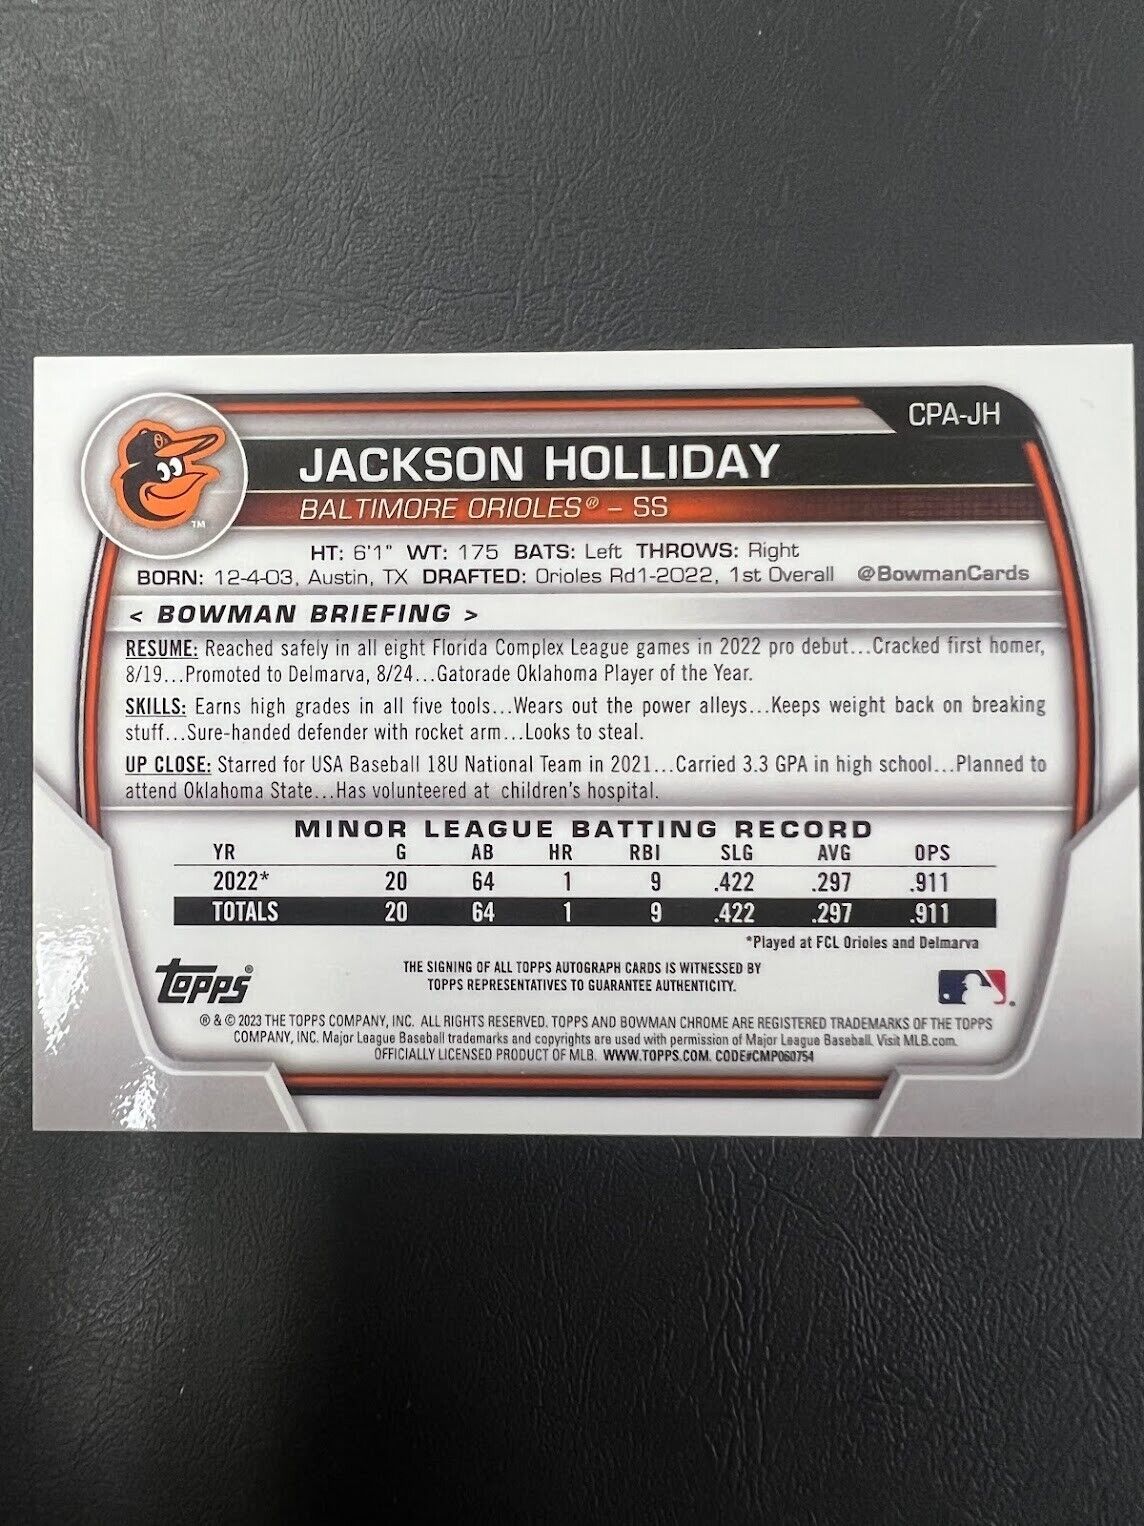 CPA-JH
JACKSON HOLLIDAY
BALTIMORE ORIOLES® – SS
TM
HT: 6'1" WT: 175 BATS: Left THROWS: Right
BORN: 12-4-03, Austin, TX DRAFTED: Orioles Rd1-2022, 1st Overall @BowmanCards
< BOWMAN BRIEFING >
RESUME: Reached safely in all eight Florida Complex League games in 2022 pro debut...Cracked first homer,
8/19...Promoted to Delmarva, 8/24...Gatorade Oklahoma Player of the Year.
SKILLS: Earns high grades in all five tools...Wears out the power alleys...Keeps weight back on breaking
stuff...Sure-handed defender with rocket arm...Looks to steal.
UP CLOSE: Starred for USA Baseball 18U National Team in 2021...Carried 3.3 GPA in high school...Planned to
attend Oklahoma State...Has volunteered at children's hospital.
MINOR LEAGUE BATTING RECORD
YR G AB HR RBI SLG AVG OPS
2022* 20 64 1 9 .422 .297 .911
TOTALS 20 64 1 9 .422 .297 .911
*Played at FCL Orioles and Delmarva
Topps®
THE SIGNING OF ALL TOPPS AUTOGRAPH CARDS IS WITNESSED BY
TOPPS REPRESENTATIVES TO GUARANTEE AUTHENTICITY.
® & © 2023 THE TOPPS COMPANY, INC. ALL RIGHTS RESERVED. TOPPS AND BOWMAN CHROME ARE REGISTERED TRADEMARKS OF THE TOPPS
COMPANY, INC. Major League Baseball trademarks and copyrights are used with permission of Major League Baseball. Visit MLB.com.
OFFICIALLY LICENSED PRODUCT OF MLB. WWW.TOPPS.COM. CODE#CMP060754